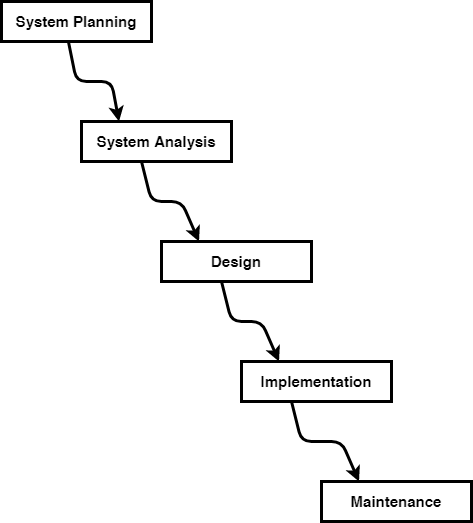 System Planning
System Analysis
Design
Implementation
Maintenance